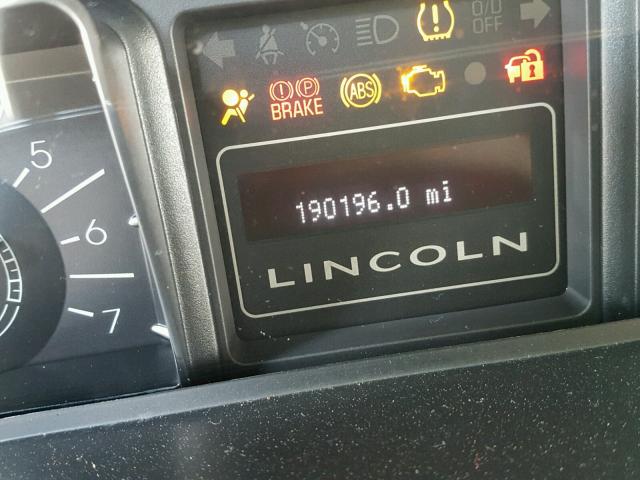 O/D
OFF
BRAKE
ABS
190196.0 mi
LINCOLN
5
6
7